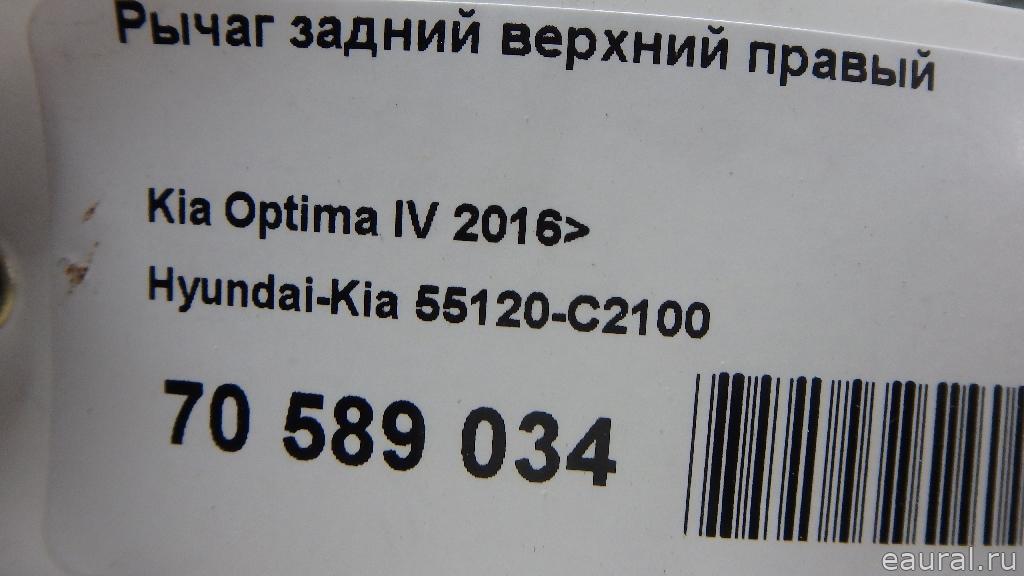 Рычаг задний верхний правый
Kia Optima IV 2016>
Hyundai-Kia 55120-C2100
70 589 034
eaural.ru